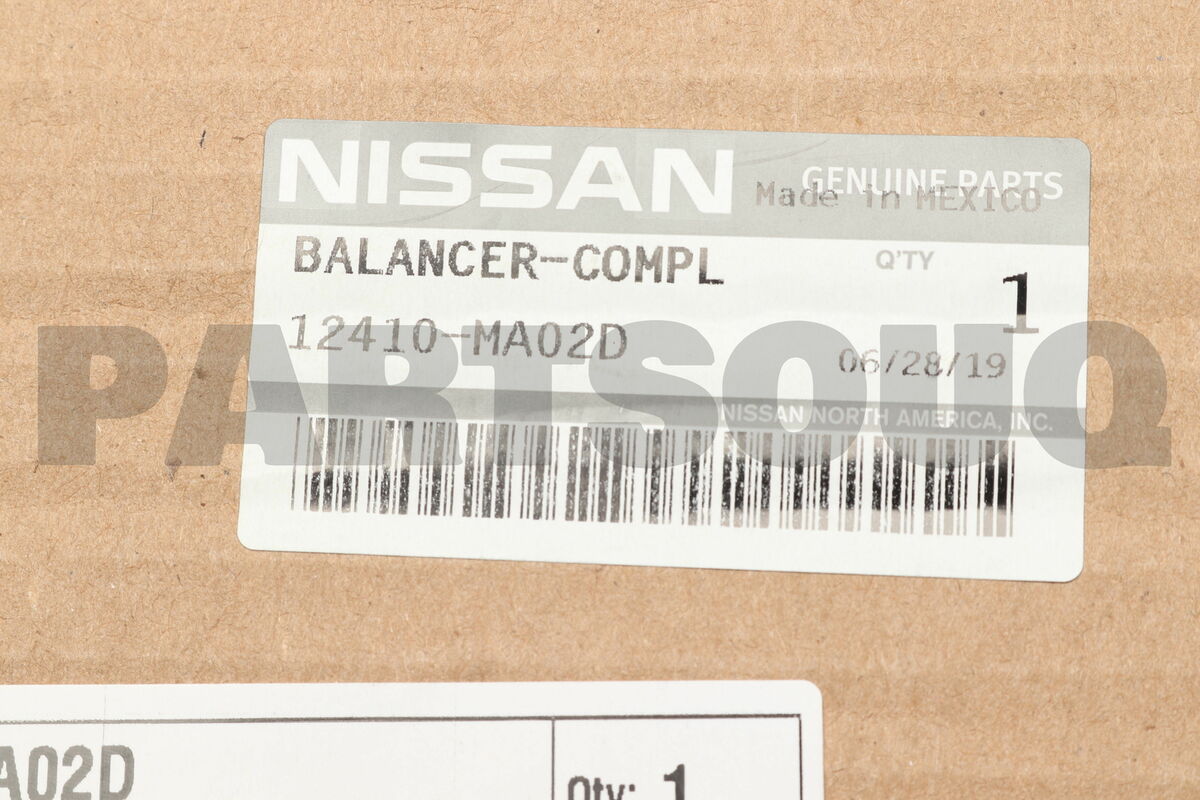 NISSAN
GENUINE PARTS
Made in MEXICO
BALANCER-COMPL
Q'TY
1
12410-MA02D
06/28/19
PARTSOUQ
NISSAN NORTH AMERICA, INC.
A02D
Qty: 1